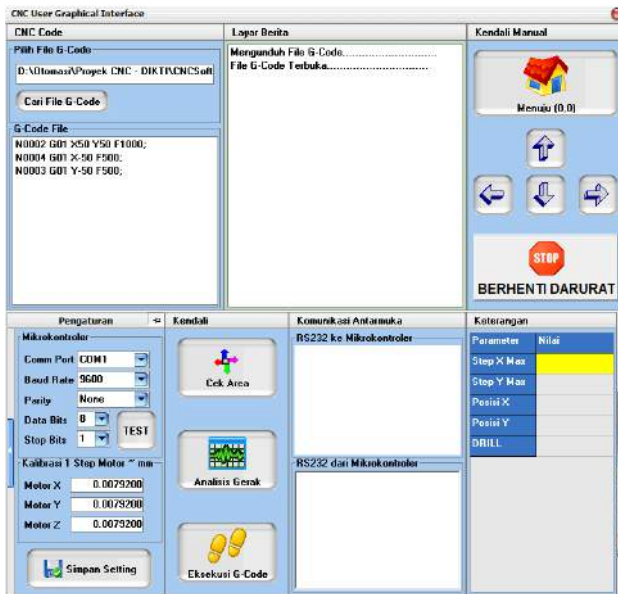 CNC User Graphical Interface
CNC Code
Pilih File G-Code
D:\Otomasi\Proyek CNC - DIKTI\CNCSoft
Cari File G-Code
G-Code File
N0002 G01 X50 Y50 F1000;
N0004 G01 X-50 F500;
N0003 G01 Y-50 F500;
Layar Berita
Mengunduh File G-Code..............................
File G-Code Terbuka................................
Kendali Manual
Menuju (0,0)
STOP
BERHENTI DARURAT
Pengaturan
Mikrokontroler
Comm Port COM1
Baud Rate 9600
Parity None
Data Bits 8
Stop Bits 1
TEST
Kalibrasi 1 Step Motor ~ mm
Motor X 0.0079200
Motor Y 0.0079200
Motor Z 0.0079200
Simpan Setting
Kendali
Cek Area
Analisis Gerak
Eksekusi G-Code
Komunikasi Antarmuka
RS232 ke Mikrokontroler
RS232 dari Mikrokontroler
Keterangan
Parameter Nilai
Step X Max
Step Y Max
Posisi X
Posisi Y
DRILL